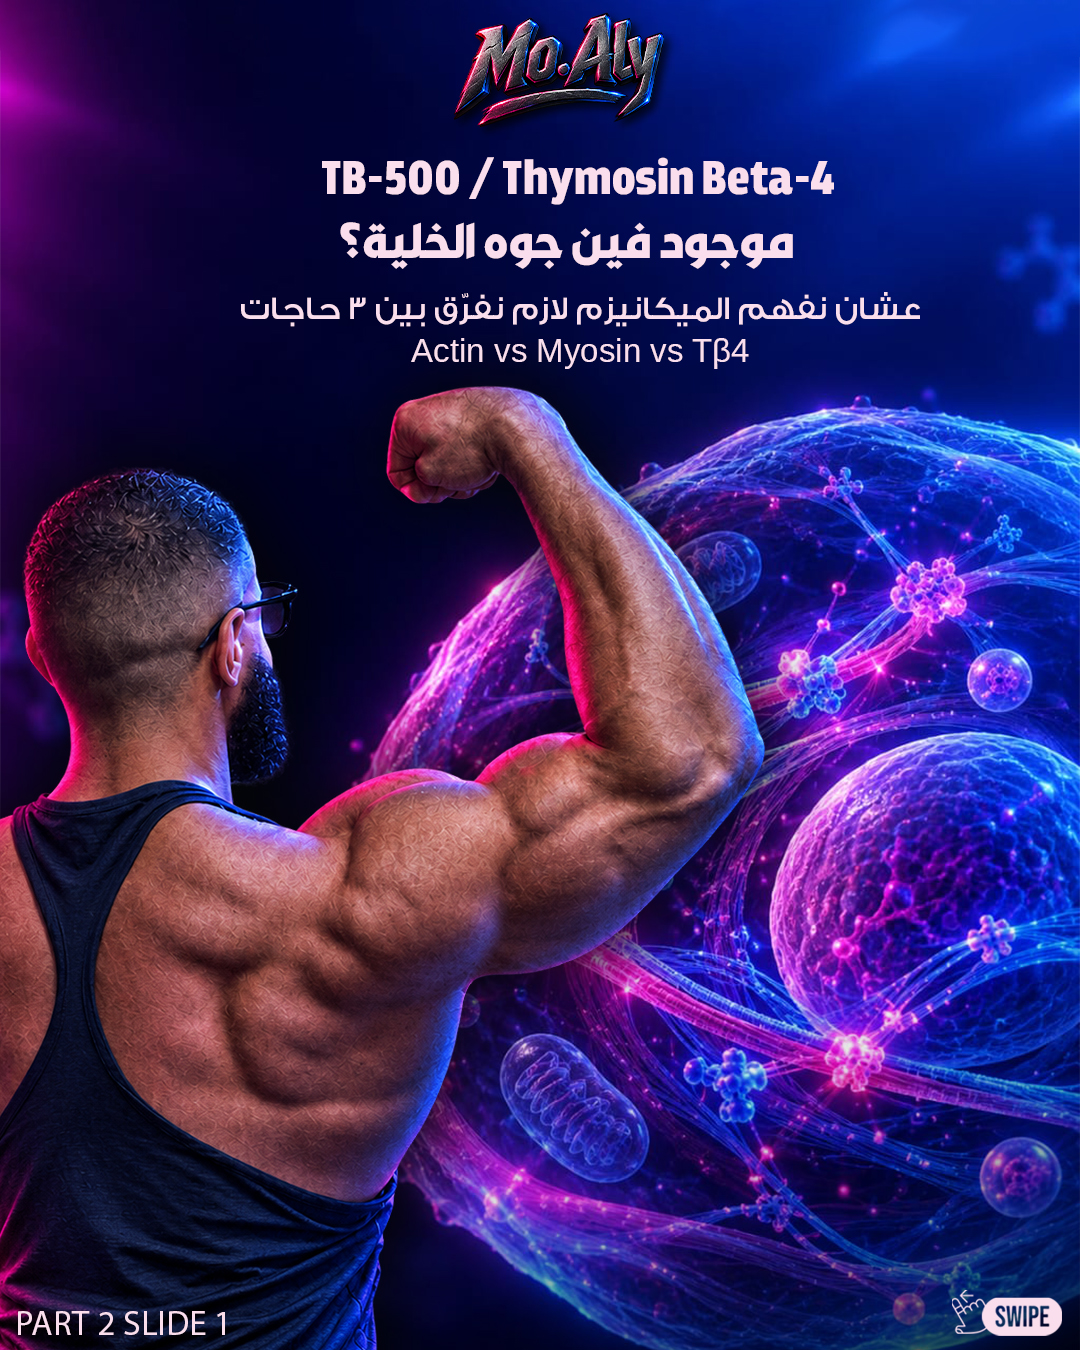 Mo.Aly
TB-500 / Thymosin Beta-4
موجود فين جوه الخلية؟
عشان نفهم الميكانيزم لازم نفرّق بين ٣ حاجات
Actin vs Myosin vs Tβ4
PART 2 SLIDE 1
SWIPE